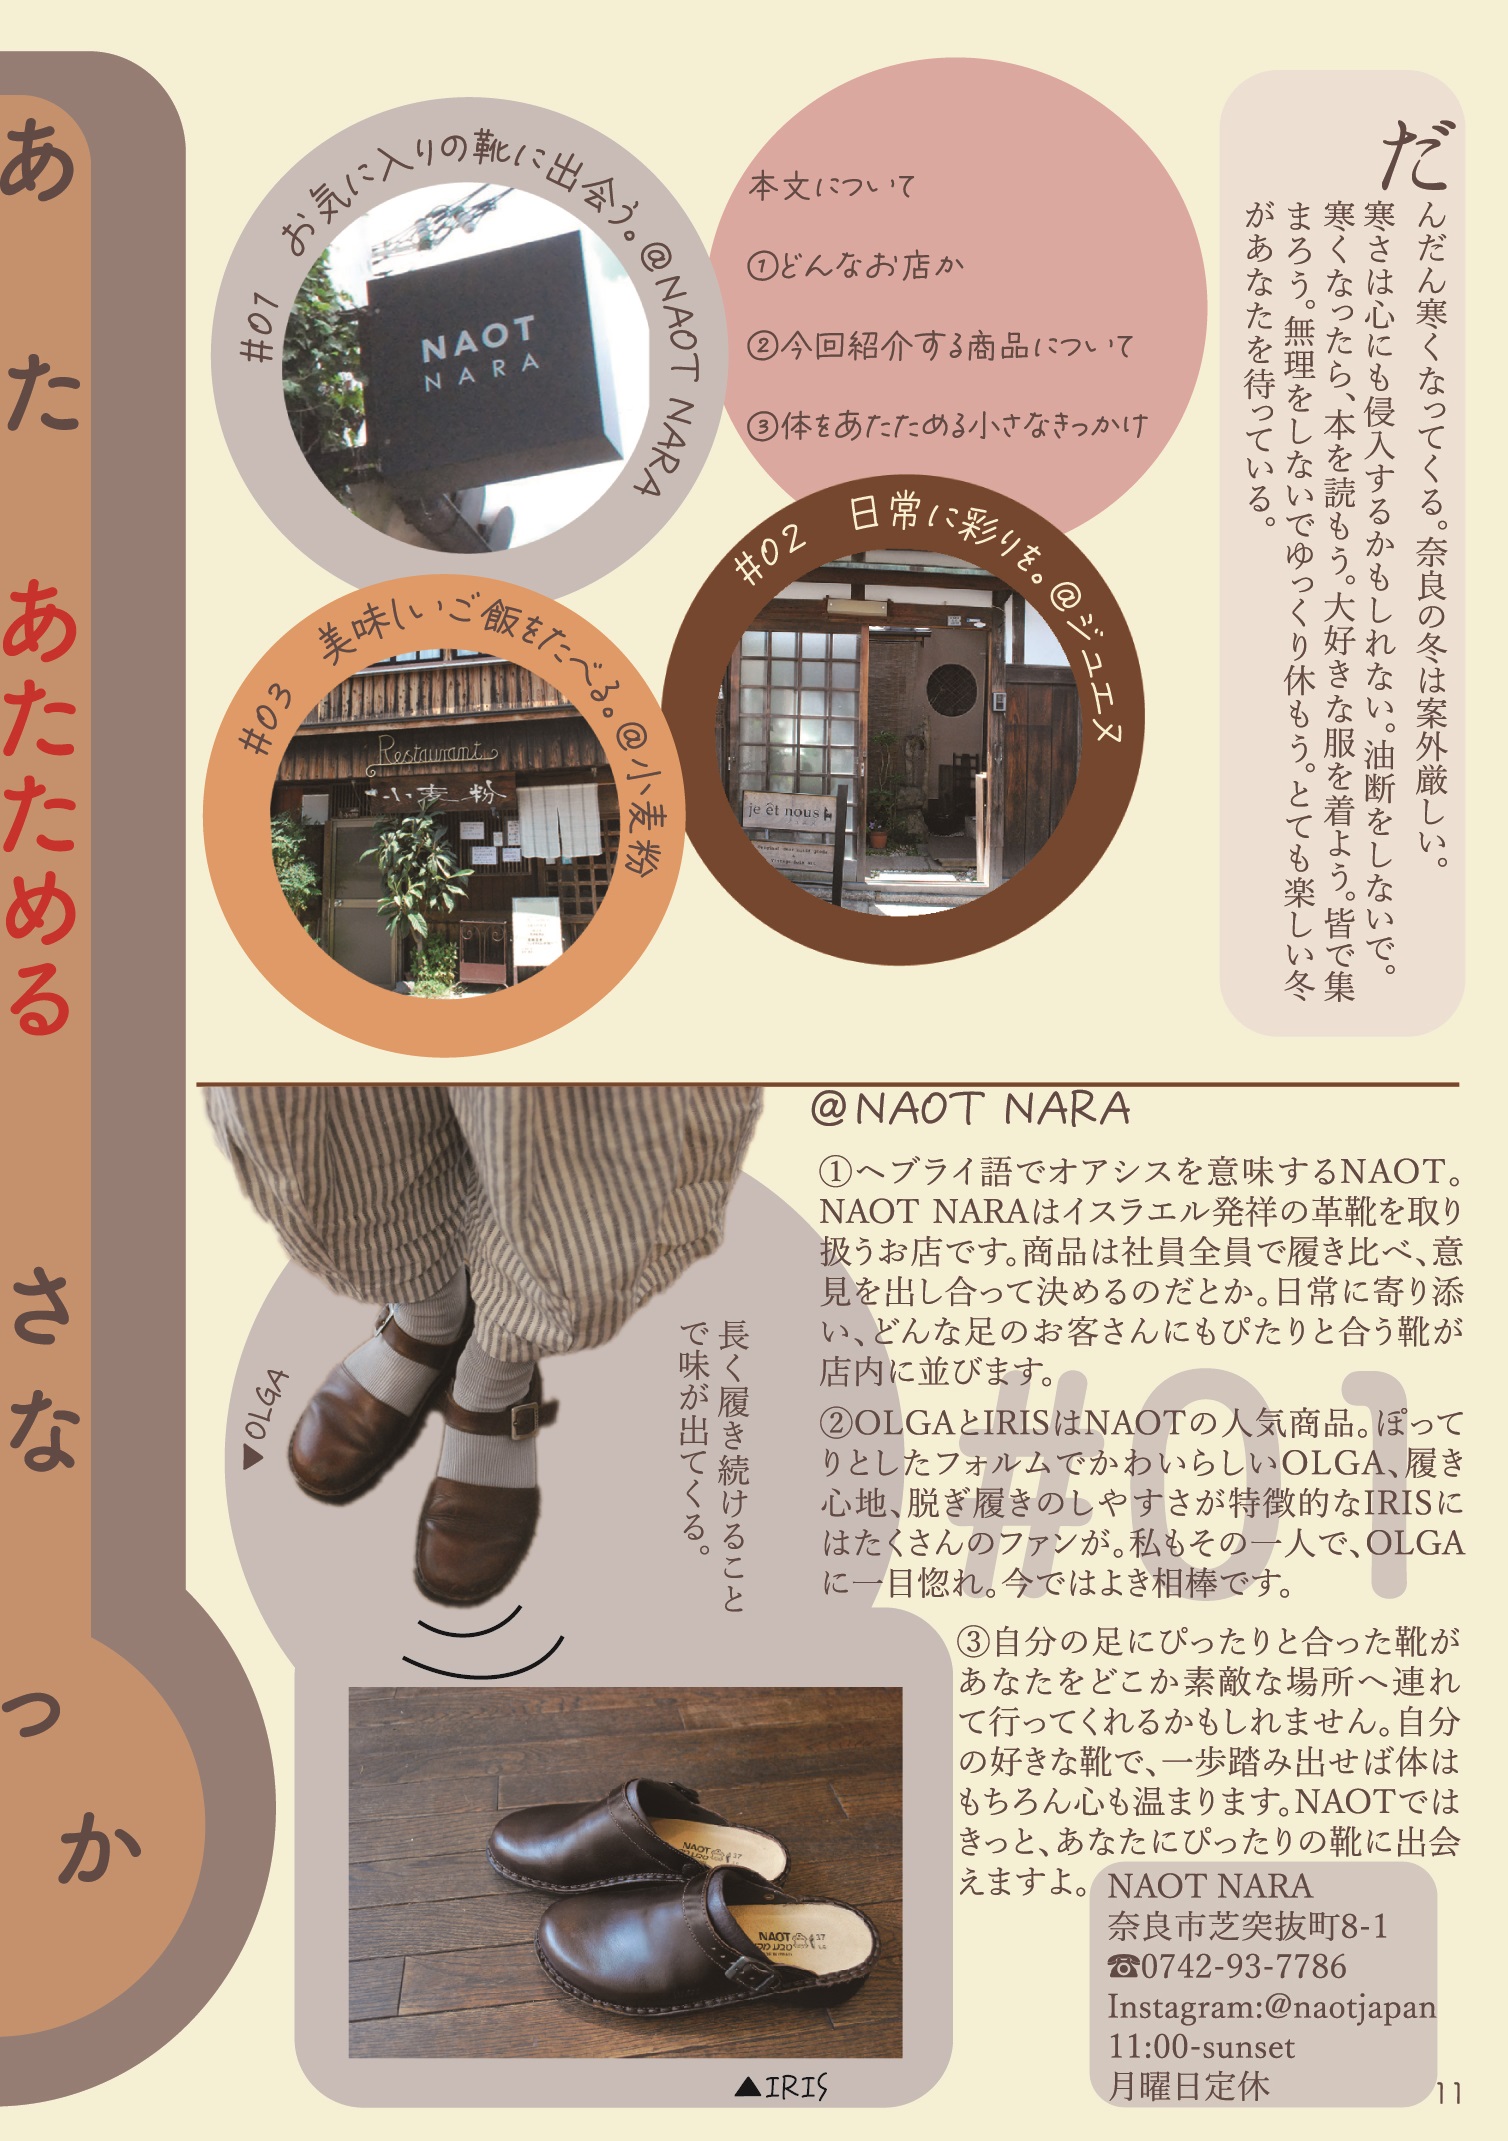 だんだん寒くなってくる。奈良の冬は案外厳しい。
寒さは心にも侵入するかもしれない。油断をしないで。
寒くなったら、本を読もう。大好きな服を着よう。皆で集
まろう。無理をしないでゆっくり休もう。とても楽しい冬
があなたを待っている。
本文について
①どんなお店か
②今回紹介する商品について
③体をあたためる小さなきっかけ
#01 お気に入りの靴に出会う。@NAOT NARA
NAOT
NARA
#02 日常に彩りを。@ジュエヌ
je et nous
#03 美味しいご飯をたべる。@小麦粉
Restaurant
小麦粉
あ た あたためる さ な っ か
@NAOT NARA
①ヘブライ語でオアシスを意味するNAOT。
NAOT NARAはイスラエル発祥の革靴を取り
扱うお店です。商品は社員全員で履き比べ、意
見を出し合って決めるのだとか。日常に寄り添
い、どんな足のお客さんにもぴたりと合う靴が
店内に並びます。
#01
②OLGAとIRISはNAOTの人気商品。ぽって
りとしたフォルムでかわいらしいOLGA、履き
心地、脱ぎ履きのしやすさが特徴的なIRISに
はたくさんのファンが。私もその一人で、OLGA
に一目惚れ。今ではよき相棒です。
③自分の足にぴったりと合った靴が
あなたをどこか素敵な場所へ連れ
て行ってくれるかもしれません。自分
の好きな靴で、一歩踏み出せば体は
もちろん心も温まります。NAOTでは
きっと、あなたにぴったりの靴に出会
えますよ。
長く履き続けること
で味が出てくる。
▼OLGA
NAOT
37
NAOT
37
▲IRIS
NAOT NARA
奈良市芝突抜町8-1
☎0742-93-7786
Instagram:@naotjapan
11:00-sunset
月曜日定休
11